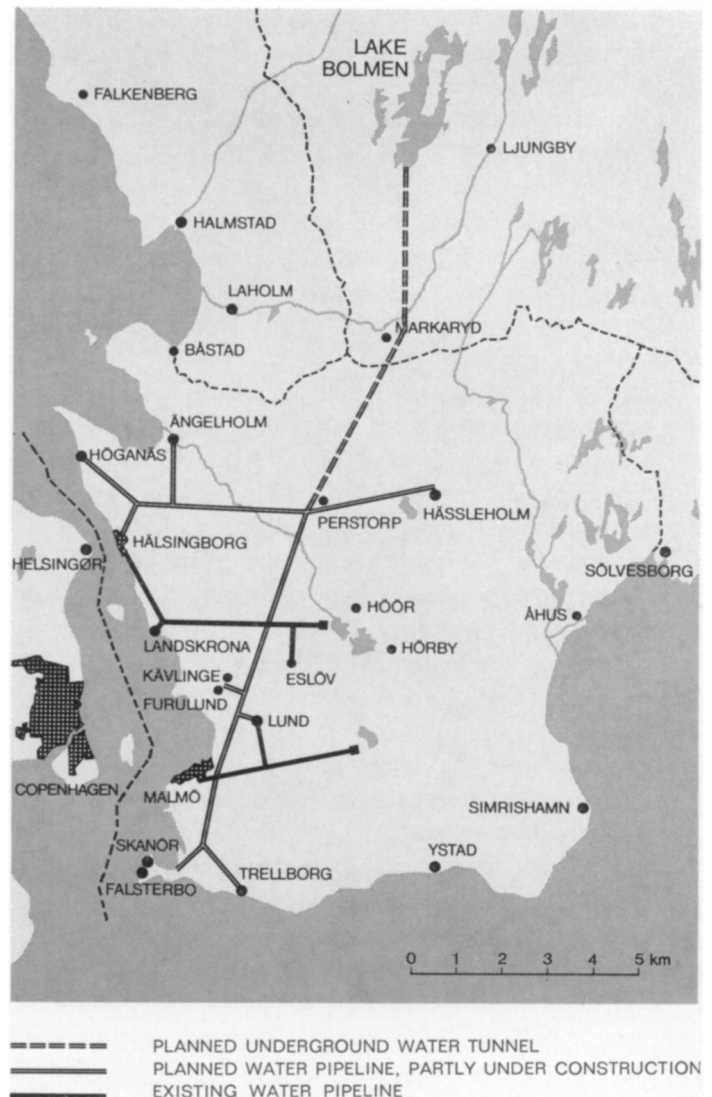 LAKE
BOLMEN
FALKENBERG
LJUNGBY
HALMSTAD
LAHOLM
MARKARYD
BÅSTAD
ÄNGELHOLM
HÖGANÄS
PERSTORP
HÄSSLEHOLM
HÄLSINGBORG
HELSINGØR
SÖLVESBORG
HÖÖR
ÅHUS
LANDSKRONA
HÖRBY
KÄVLINGE
ESLÖV
FURULUND
LUND
COPENHAGEN
MALMÖ
SIMRISHAMN
SKANÖR
YSTAD
TRELLBORG
FALSTERBO
0 1 2 3 4 5 km
PLANNED UNDERGROUND WATER TUNNEL
PLANNED WATER PIPELINE, PARTLY UNDER CONSTRUCTION
EXISTING WATER PIPELINE